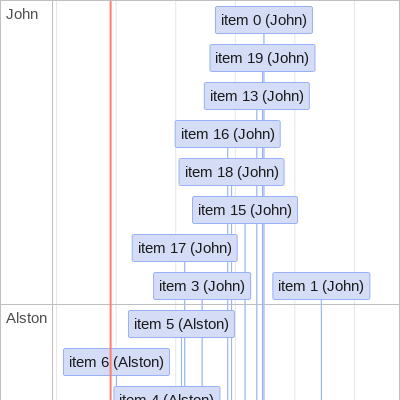 John
item 0 (John)
item 19 (John)
item 13 (John)
item 16 (John)
item 18 (John)
item 15 (John)
item 17 (John)
item 3 (John)
item 1 (John)
Alston
item 5 (Alston)
item 6 (Alston)
item 4 (Alston)